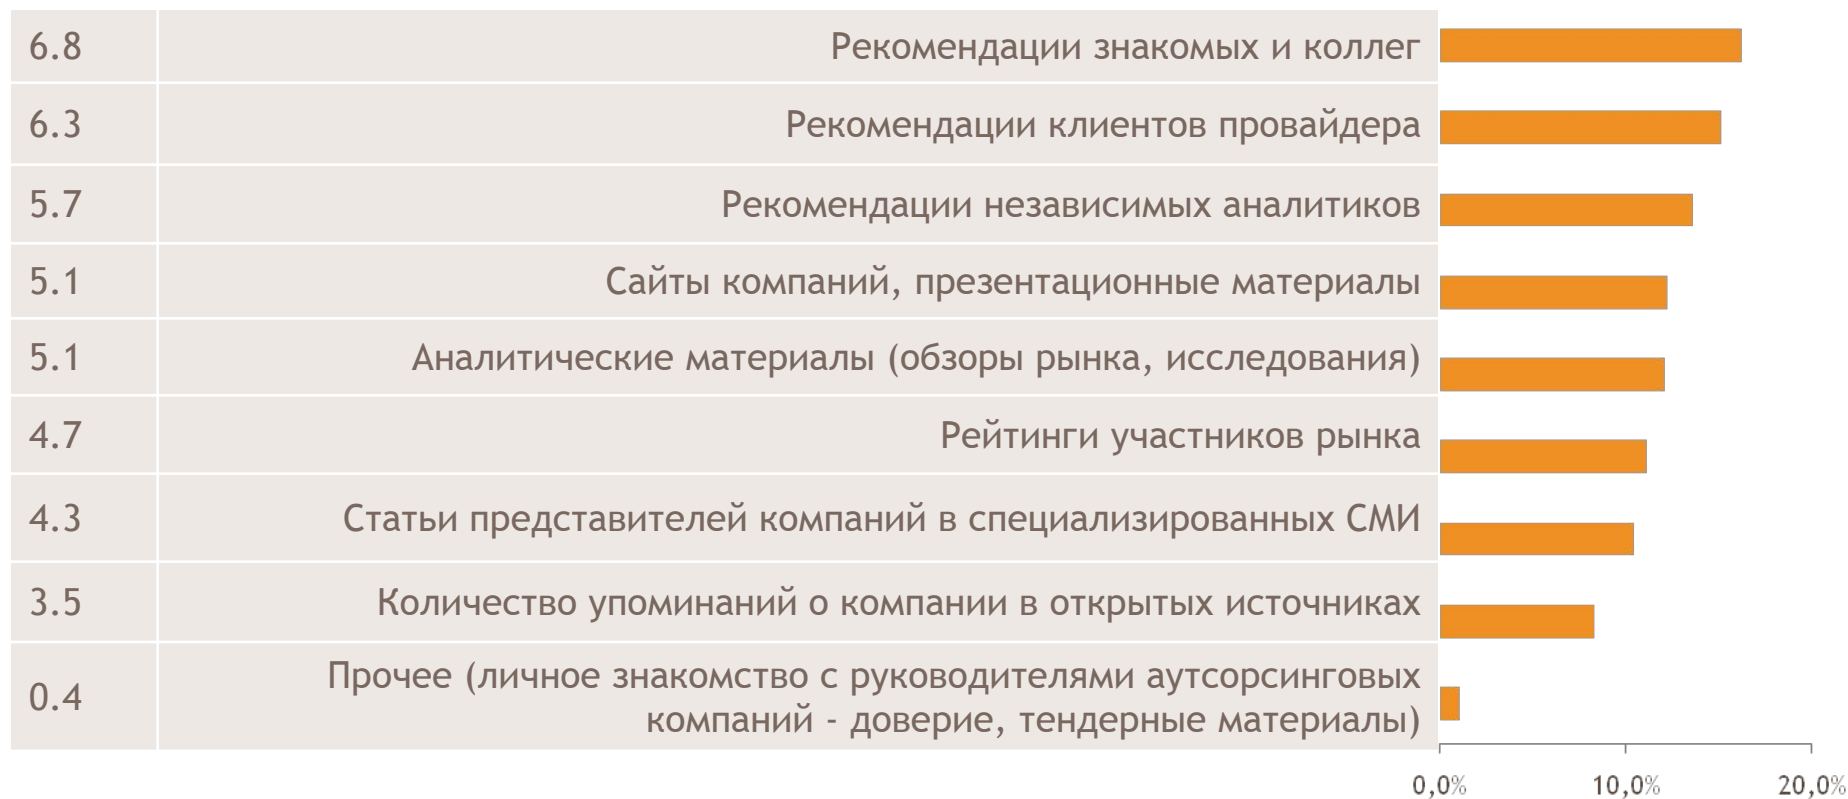 6.8 Рекомендации знакомых и коллег
6.3 Рекомендации клиентов провайдера
5.7 Рекомендации независимых аналитиков
5.1 Сайты компаний, презентационные материалы
5.1 Аналитические материалы (обзоры рынка, исследования)
4.7 Рейтинги участников рынка
4.3 Статьи представителей компаний в специализированных СМИ
3.5 Количество упоминаний о компании в открытых источниках
0.4 Прочее (личное знакомство с руководителями аутсорсинговых
компаний - доверие, тендерные материалы)
0,0% 10,0% 20,0%